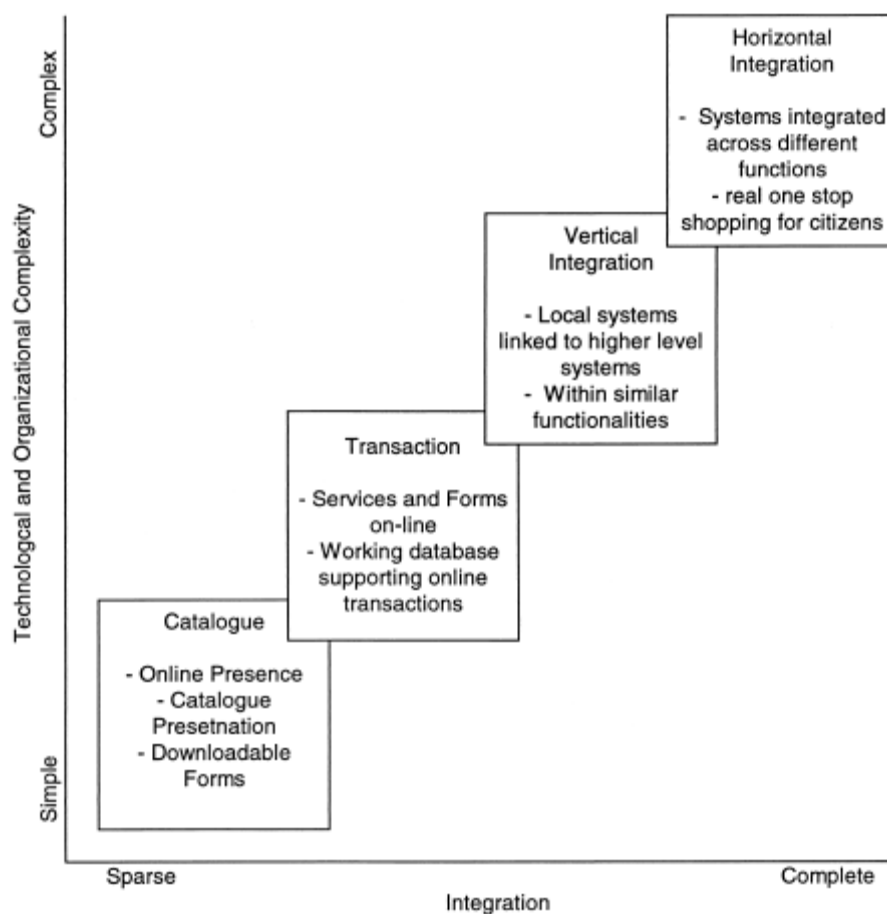 Horizontal
Integration
- Systems integrated
across different
functions
- real one stop
shopping for citizens
Vertical
Integration
- Local systems
linked to higher level
systems
- Within similar
functionalities
Transaction
- Services and Forms
on-line
- Working database
supporting online
transactions
Catalogue
- Online Presence
- Catalogue
Presetnation
- Downloadable
Forms
Complex
Technologcal and Organizational Complexity
Simple
Sparse
Complete
Integration